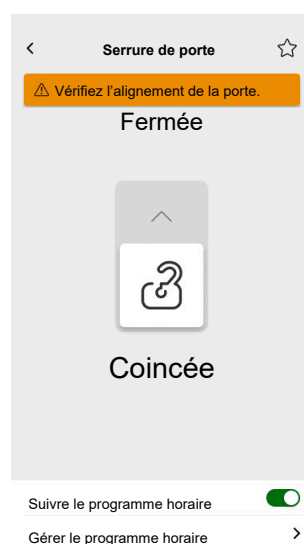 Serrure de porte
Vérifiez l’alignement de la porte.
Fermée
Coincée
Suivre le programme horaire
Gérer le programme horaire